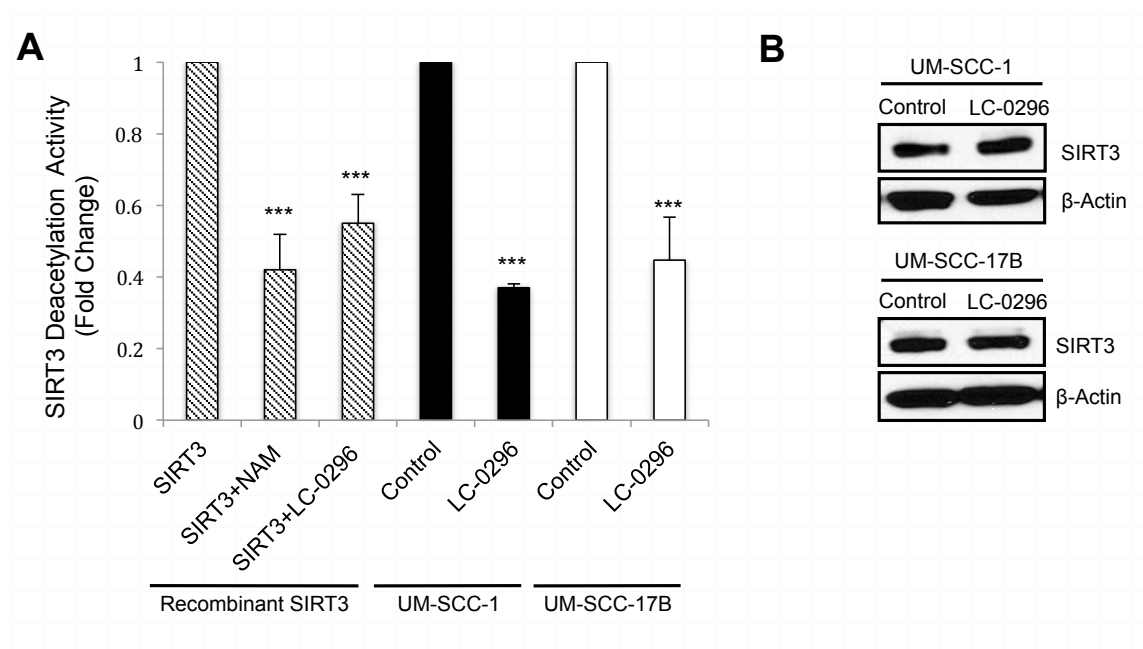 A
SIRT3 Deacetylation Activity
(Fold Change)
1
0.8
0.6
0.4
0.2
0
***
***
***
***
SIRT3
SIRT3+NAM
SIRT3+LC-0296
Control
LC-0296
Control
LC-0296
Recombinant SIRT3
UM-SCC-1
UM-SCC-17B
B
UM-SCC-1
Control LC-0296
SIRT3
β-Actin
UM-SCC-17B
Control LC-0296
SIRT3
β-Actin